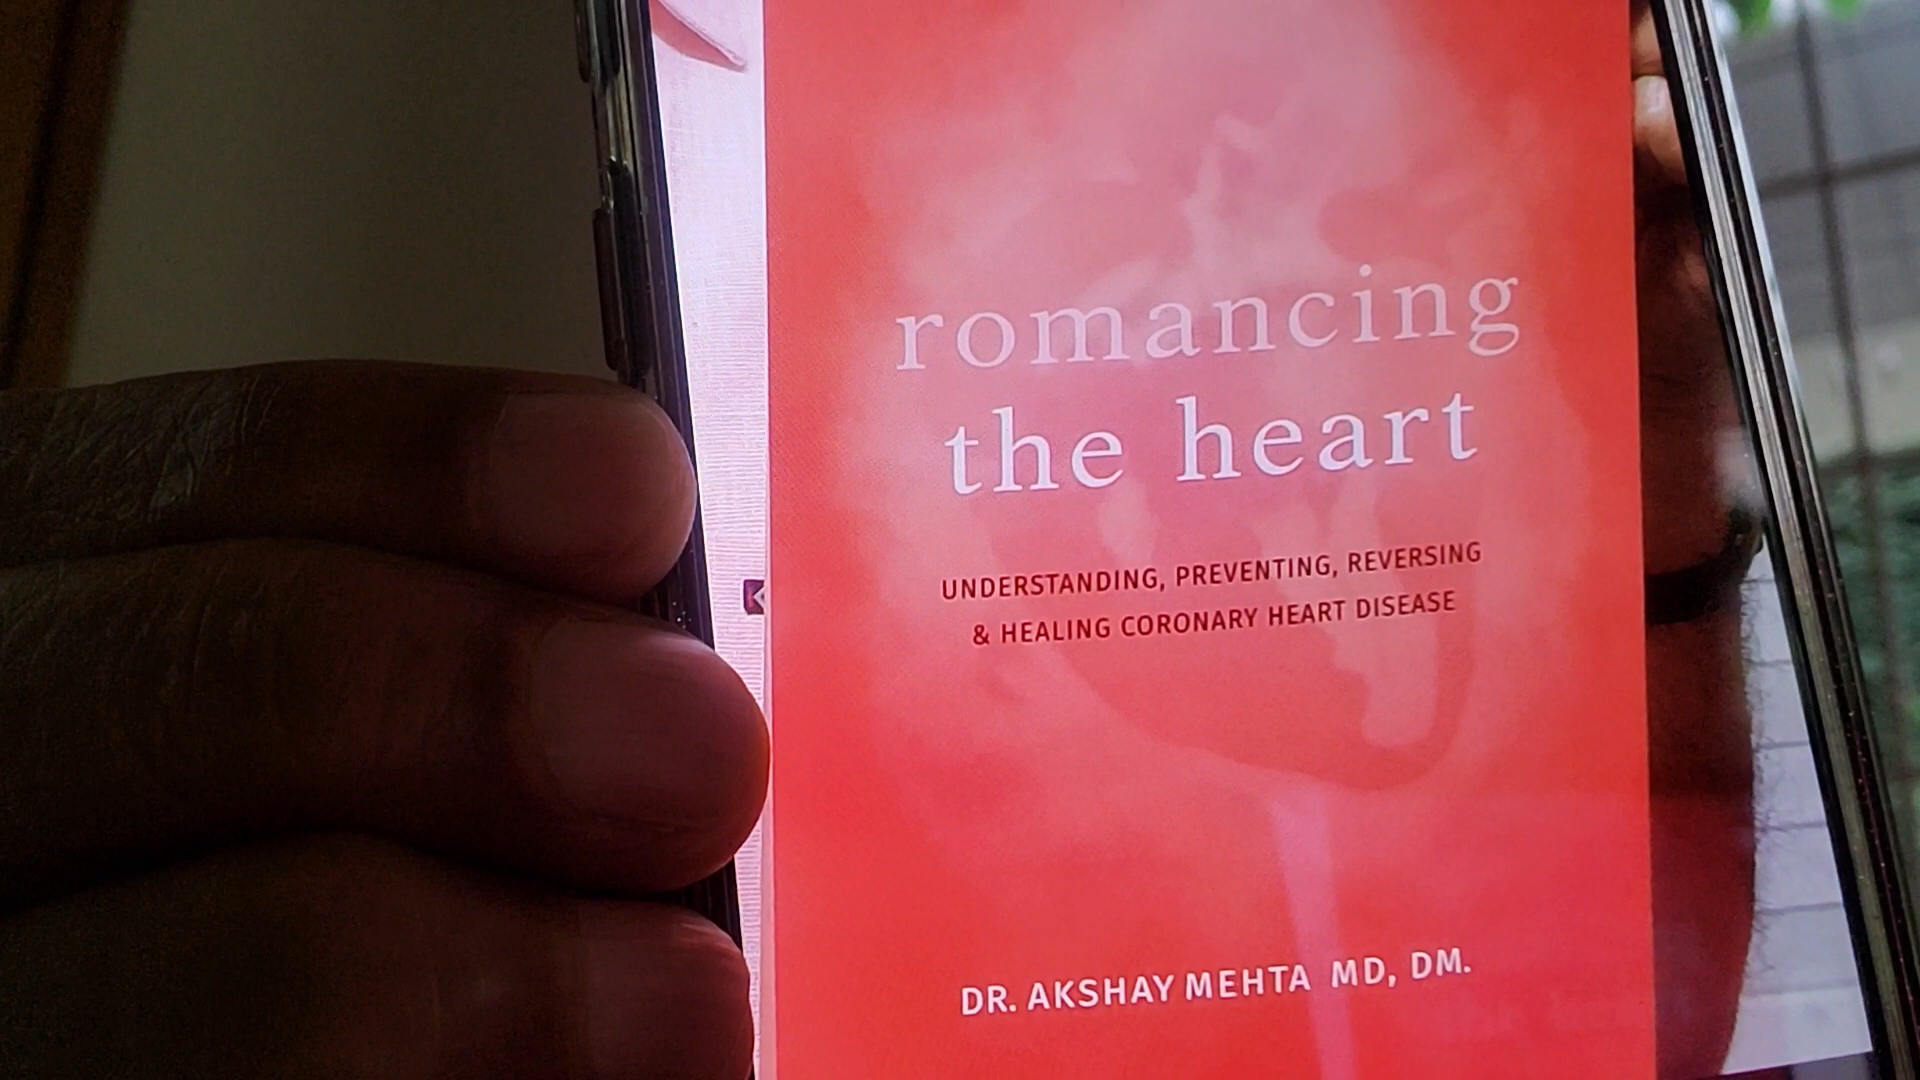 romancing
the heart
UNDERSTANDING, PREVENTING, REVERSING
& HEALING CORONARY HEART DISEASE
DR. AKSHAY MEHTA MD, DM.